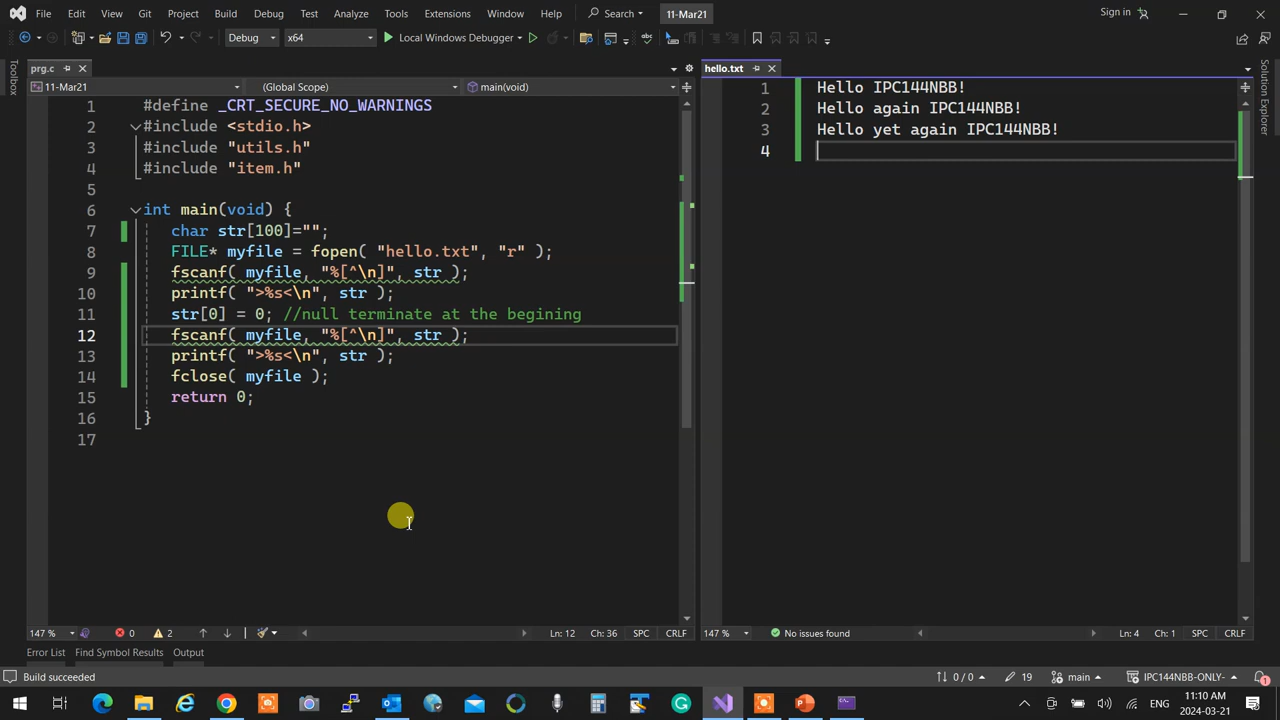 File Edit View Git Project Build Debug Test Analyze Tools Extensions Window Help Search 11-Mar21 Sign in
Debug x64 Local Windows Debugger
Toolbox
prg.c
11-Mar21 (Global Scope) main(void)
1 #define _CRT_SECURE_NO_WARNINGS
2 #include <stdio.h>
3 #include "utils.h"
4 #include "item.h"
5
6 int main(void) {
7 char str[100]="";
8 FILE* myfile = fopen( "hello.txt", "r" );
9 fscanf( myfile, "%[^\n]", str );
10 printf( ">%s<\n", str );
11 str[0] = 0; //null terminate at the begining
12 fscanf( myfile, "%[^\n]", str );
13 printf( ">%s<\n", str );
14 fclose( myfile );
15 return 0;
16 }
17
147 % 0 2 Ln: 12 Ch: 36 SPC CRLF
hello.txt
1 Hello IPC144NBB!
2 Hello again IPC144NBB!
3 Hello yet again IPC144NBB!
4
147 % No issues found Ln: 4 Ch: 1 SPC CRLF
Solution Explorer
Error List Find Symbol Results Output
Build succeeded 0 / 0 19 main IPC144NBB-ONLY- 1
ENG 11:10 AM
2024-03-21